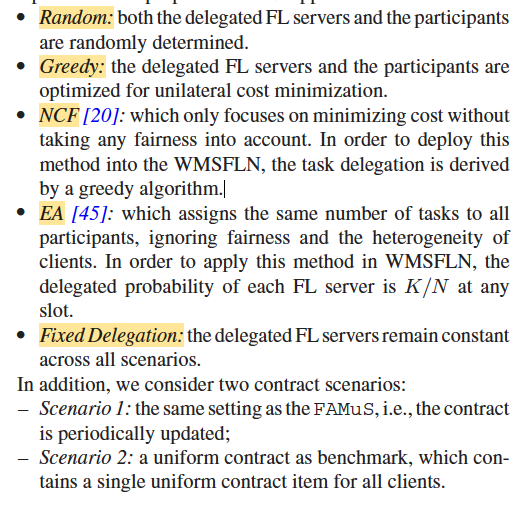 • Random: both the delegated FL servers and the participants
are randomly determined.
• Greedy: the delegated FL servers and the participants are
optimized for unilateral cost minimization.
• NCF [20]: which only focuses on minimizing cost without
taking any fairness into account. In order to deploy this
method into the WMSFLN, the task delegation is derived
by a greedy algorithm.
• EA [45]: which assigns the same number of tasks to all
participants, ignoring fairness and the heterogeneity of
clients. In order to apply this method in WMSFLN, the
delegated probability of each FL server is K/N at any
slot.
• Fixed Delegation: the delegated FL servers remain constant
across all scenarios.
In addition, we consider two contract scenarios:
– Scenario 1: the same setting as the FAMuS, i.e., the contract
is periodically updated;
– Scenario 2: a uniform contract as benchmark, which con-
tains a single uniform contract item for all clients.